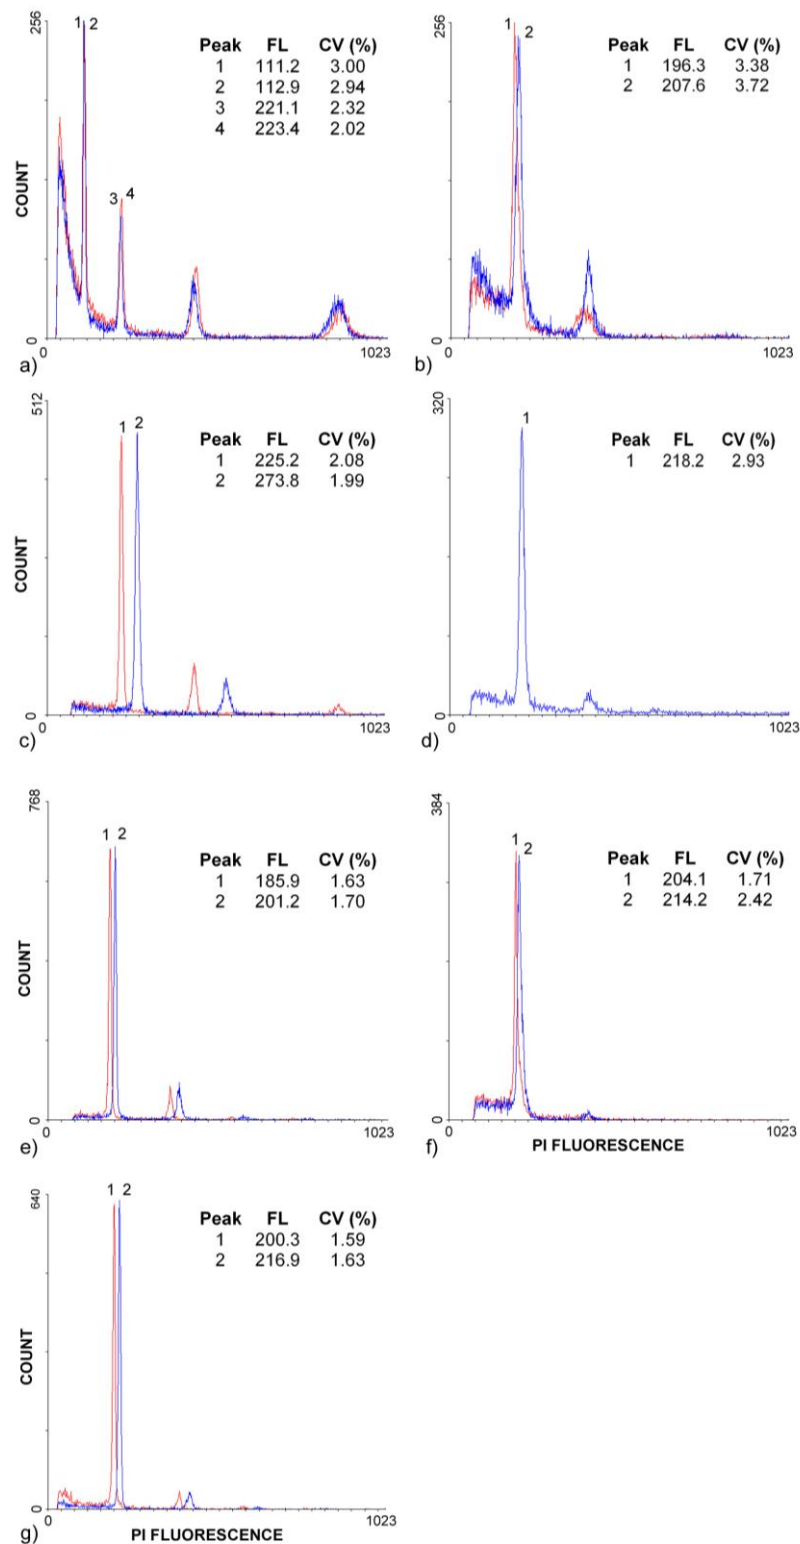 256
1 2
Peak FL CV (%)
1 111.2 3.00
2 112.9 2.94
3 221.1 2.32
4 223.4 2.02
3 4
COUNT
0
0 1023
a)
256
1 2
Peak FL CV (%)
1 196.3 3.38
2 207.6 3.72
0
0 1023
b)
512
1 2
Peak FL CV (%)
1 225.2 2.08
2 273.8 1.99
COUNT
0
0 1023
c)
320
1
Peak FL CV (%)
1 218.2 2.93
0
0 1023
d)
768
1 2
Peak FL CV (%)
1 185.9 1.63
2 201.2 1.70
COUNT
0
0 1023
e)
384
1
2
Peak FL CV (%)
1 204.1 1.71
2 214.2 2.42
0
0 1023
f) PI FLUORESCENCE
640
1 2
Peak FL CV (%)
1 200.3 1.59
2 216.9 1.63
COUNT
0
0 1023
g) PI FLUORESCENCE